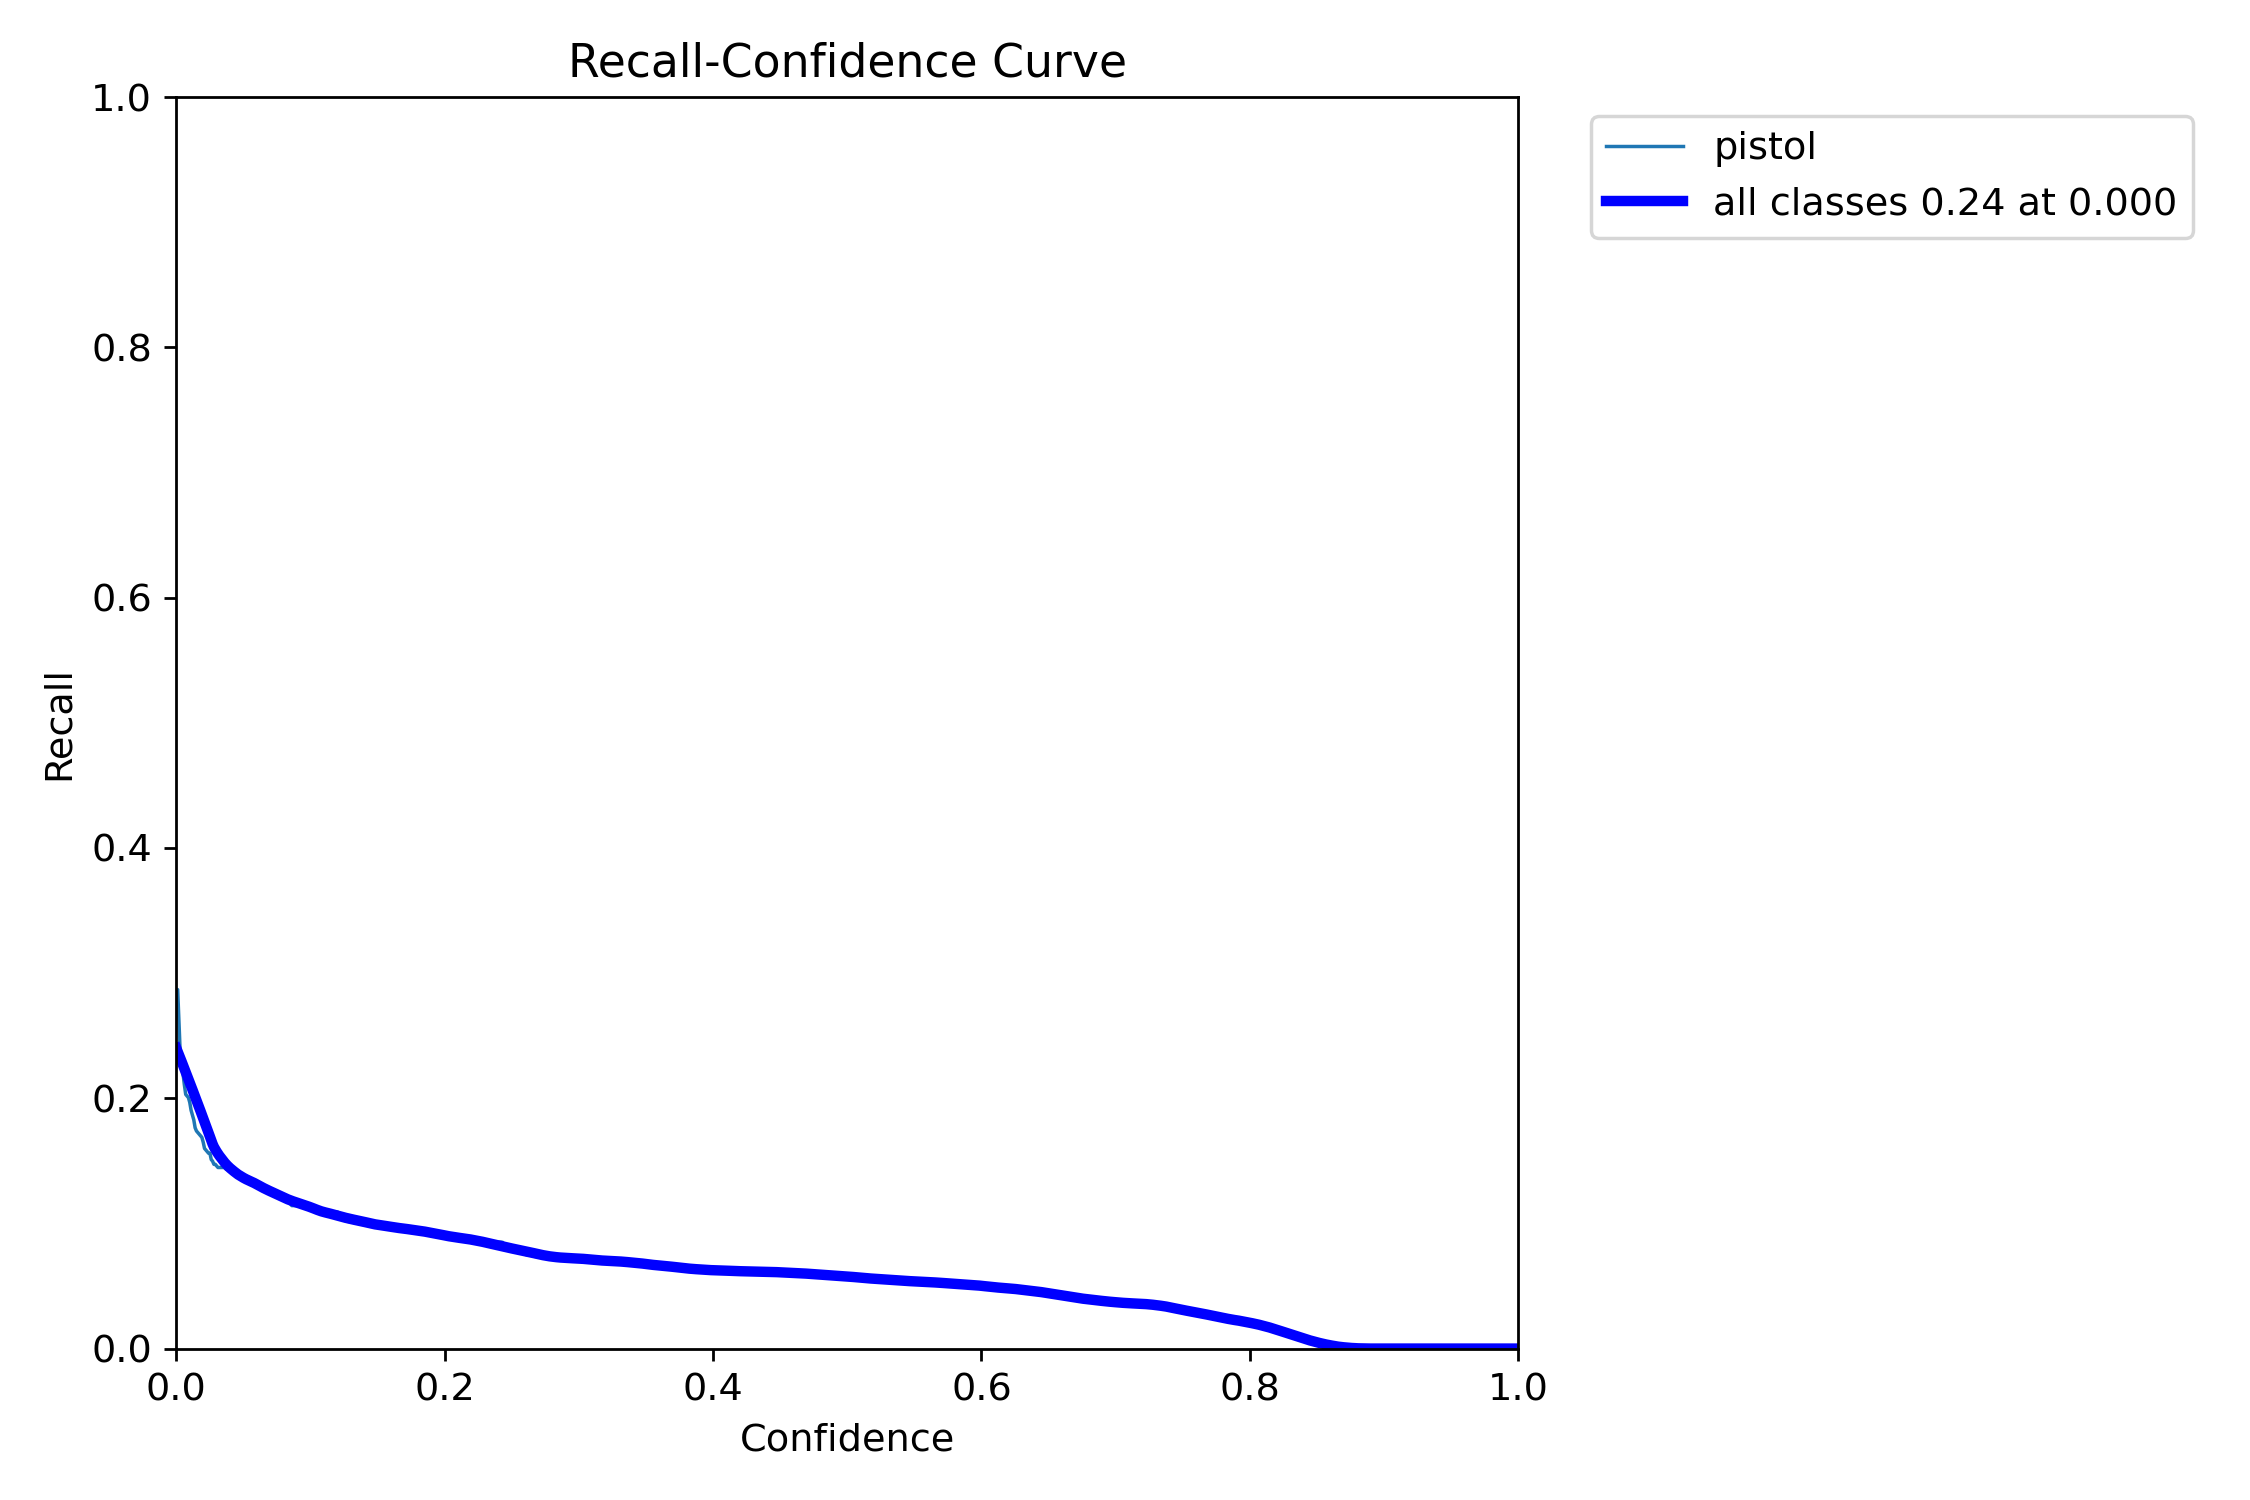 Recall-Confidence Curve
1.0
0.8
0.6
0.4
0.2
0.0
Recall
0.0 0.2 0.4 0.6 0.8 1.0
Confidence
pistol
all classes 0.24 at 0.000